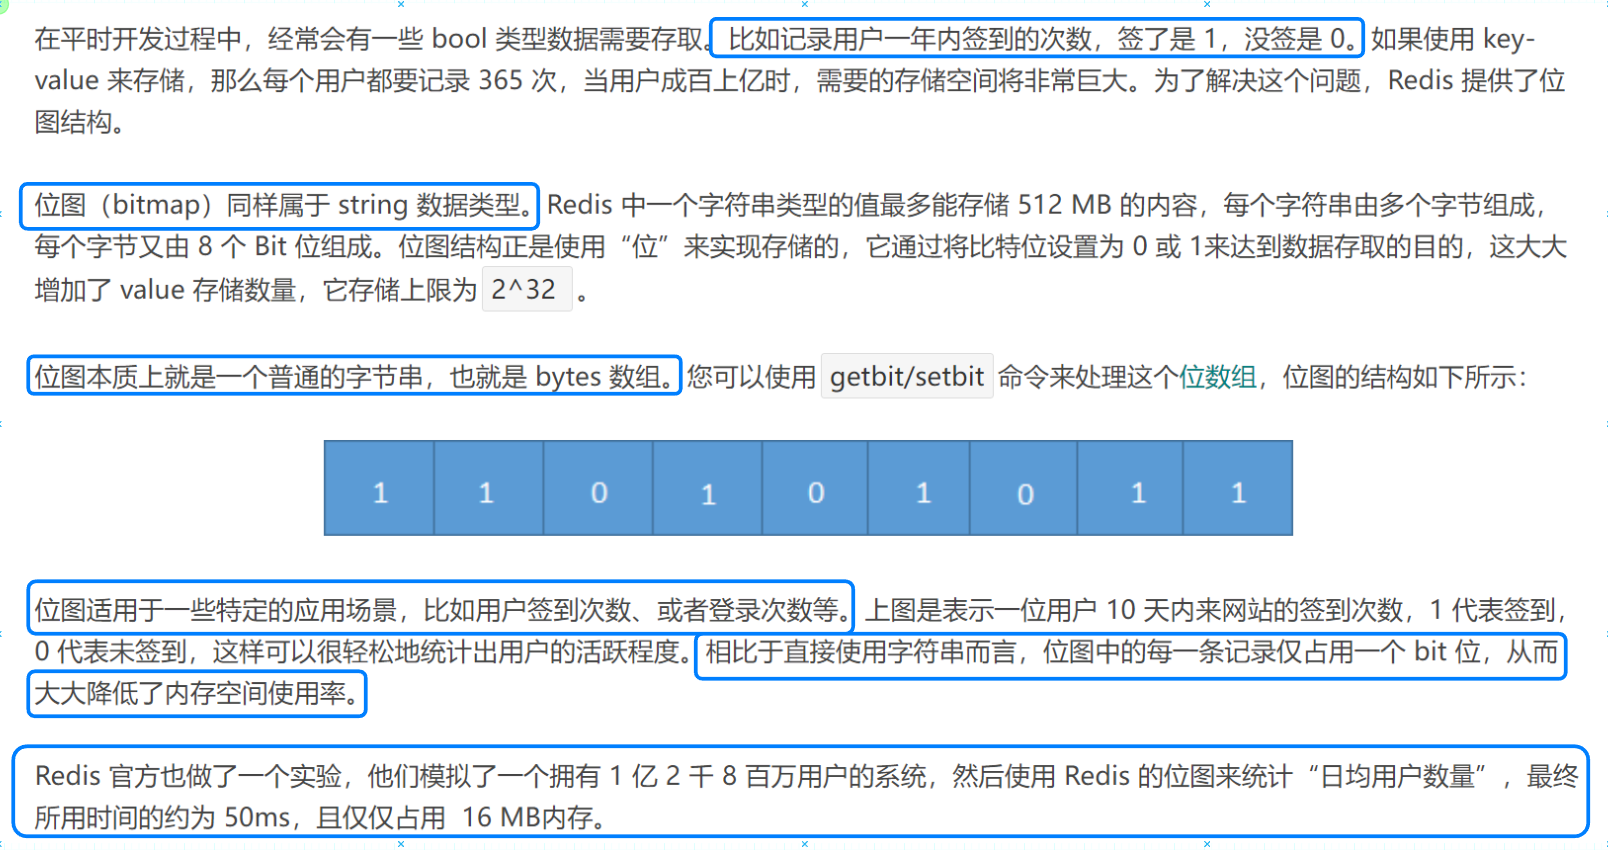 在平时开发过程中，经常会有一些 bool 类型数据需要存取。比如记录用户一年内签到的次数，签了是 1，没签是 0。如果使用 key-
value 来存储，那么每个用户都要记录 365 次，当用户成百上亿时，需要的存储空间将非常巨大。为了解决这个问题，Redis 提供了位
图结构。
位图（bitmap）同样属于 string 数据类型。Redis 中一个字符串类型的值最多能存储 512 MB 的内容，每个字符串由多个字节组成，
每个字节又由 8 个 Bit 位组成。位图结构正是使用“位”来实现存储的，它通过将比特位设置为 0 或 1来达到数据存取的目的，这大大
增加了 value 存储数量，它存储上限为 2^32 。
位图本质上就是一个普通的字节串，也就是 bytes 数组。您可以使用 getbit/setbit 命令来处理这个位数组，位图的结构如下所示：
1 1 0 1 0 1 0 1 1
位图适用于一些特定的应用场景，比如用户签到次数、或者登录次数等。上图是表示一位用户 10 天内来网站的签到次数，1 代表签到，
0 代表未签到，这样可以很轻松地统计出用户的活跃程度。相比于直接使用字符串而言，位图中的每一条记录仅占用一个 bit 位，从而
大大降低了内存空间使用率。
Redis 官方也做了一个实验，他们模拟了一个拥有 1 亿 2 千 8 百万用户的系统，然后使用 Redis 的位图来统计“日均用户数量”，最终
所用时间的约为 50ms，且仅仅占用 16 MB内存。